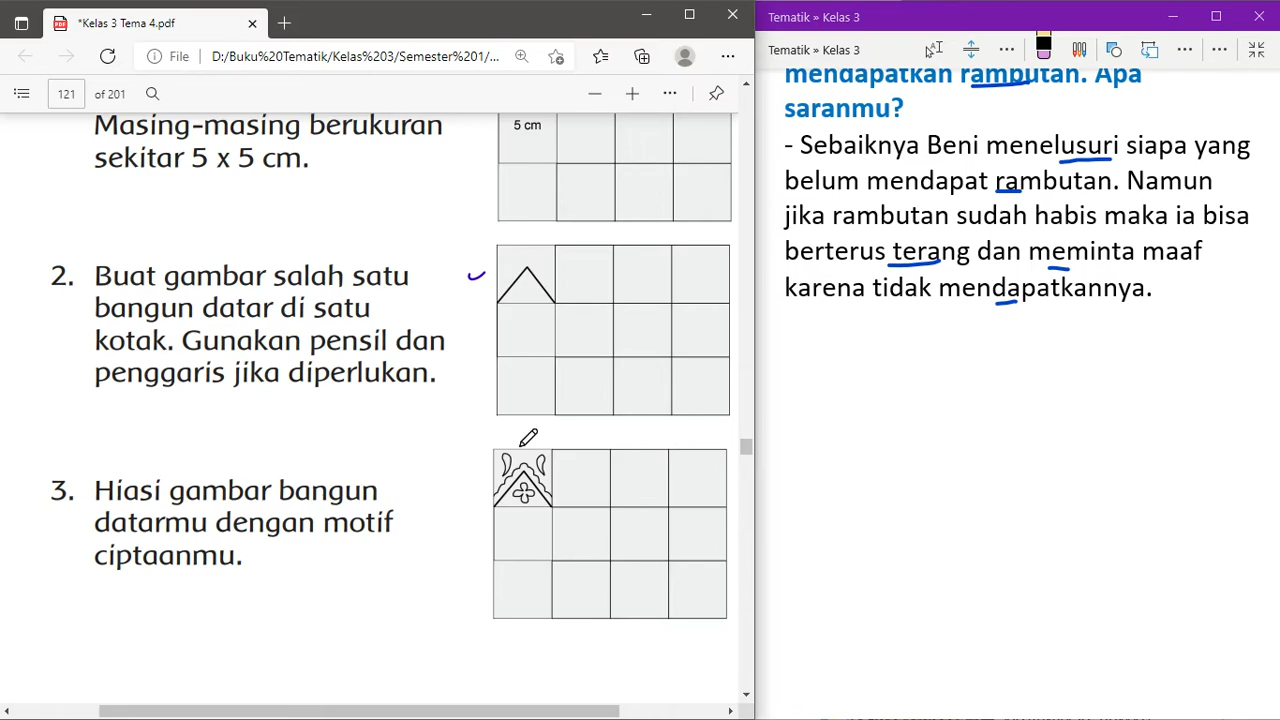 *Kelas 3 Tema 4.pdf
File
D:/Buku%20Tematik/Kelas%203/Semester%201/...
121 of 201
Masing-masing berukuran
sekitar 5 x 5 cm.
5 cm
2. Buat gambar salah satu
bangun datar di satu
kotak. Gunakan pensil dan
penggaris jika diperlukan.
3. Hiasi gambar bangun
datarmu dengan motif
ciptaanmu.
Tematik » Kelas 3
Tematik » Kelas 3
mendapatkan rambutan. Apa
saranmu?
- Sebaiknya Beni menelusuri siapa yang
belum mendapat rambutan. Namun
jika rambutan sudah habis maka ia bisa
berterus terang dan meminta maaf
karena tidak mendapatkannya.